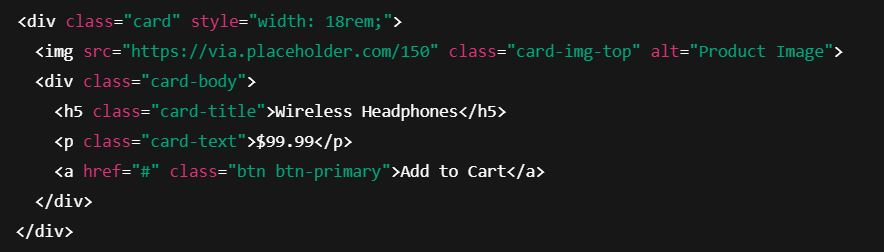 <div class="card" style="width: 18rem;">
  <img src="https://via.placeholder.com/150" class="card-img-top" alt="Product Image">
  <div class="card-body">
    <h5 class="card-title">Wireless Headphones</h5>
    <p class="card-text">$99.99</p>
    <a href="#" class="btn btn-primary">Add to Cart</a>
  </div>
</div>